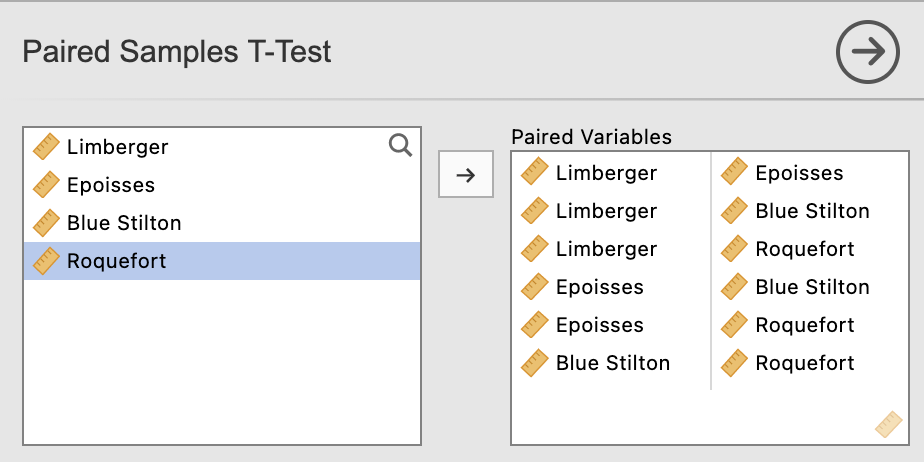 Paired Samples T-Test
Limberger
Epoisses
Blue Stilton
Roquefort
Paired Variables
Limberger Epoisses
Limberger Blue Stilton
Limberger Roquefort
Epoisses Blue Stilton
Epoisses Roquefort
Blue Stilton Roquefort